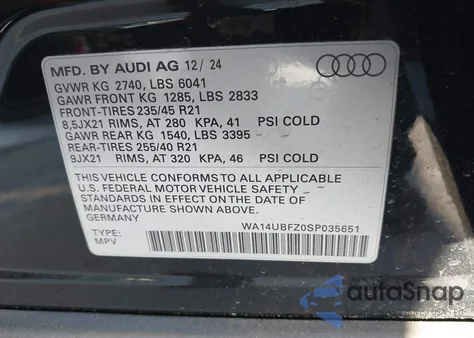 MFD. BY AUDI AG 12/24
GVWR KG 2740, LBS 6041
GAWR FRONT KG 1285, LBS 2833
FRONT-TIRES 235/45 R21
8,5JX21 RIMS, AT 280 KPA, 41 PSI COLD
GAWR REAR KG 1540, LBS 3395
REAR-TIRES 255/40 R21
9JX21 RIMS, AT 320 KPA, 46 PSI COLD
THIS VEHICLE CONFORMS TO ALL APPLICABLE
U.S. FEDERAL MOTOR VEHICLE SAFETY
STANDARDS IN EFFECT ON THE DATE OF
MANUFACTURE SHOWN ABOVE.
WA14UBFZ0SP035651
TYPE:
MPV
autoSnap